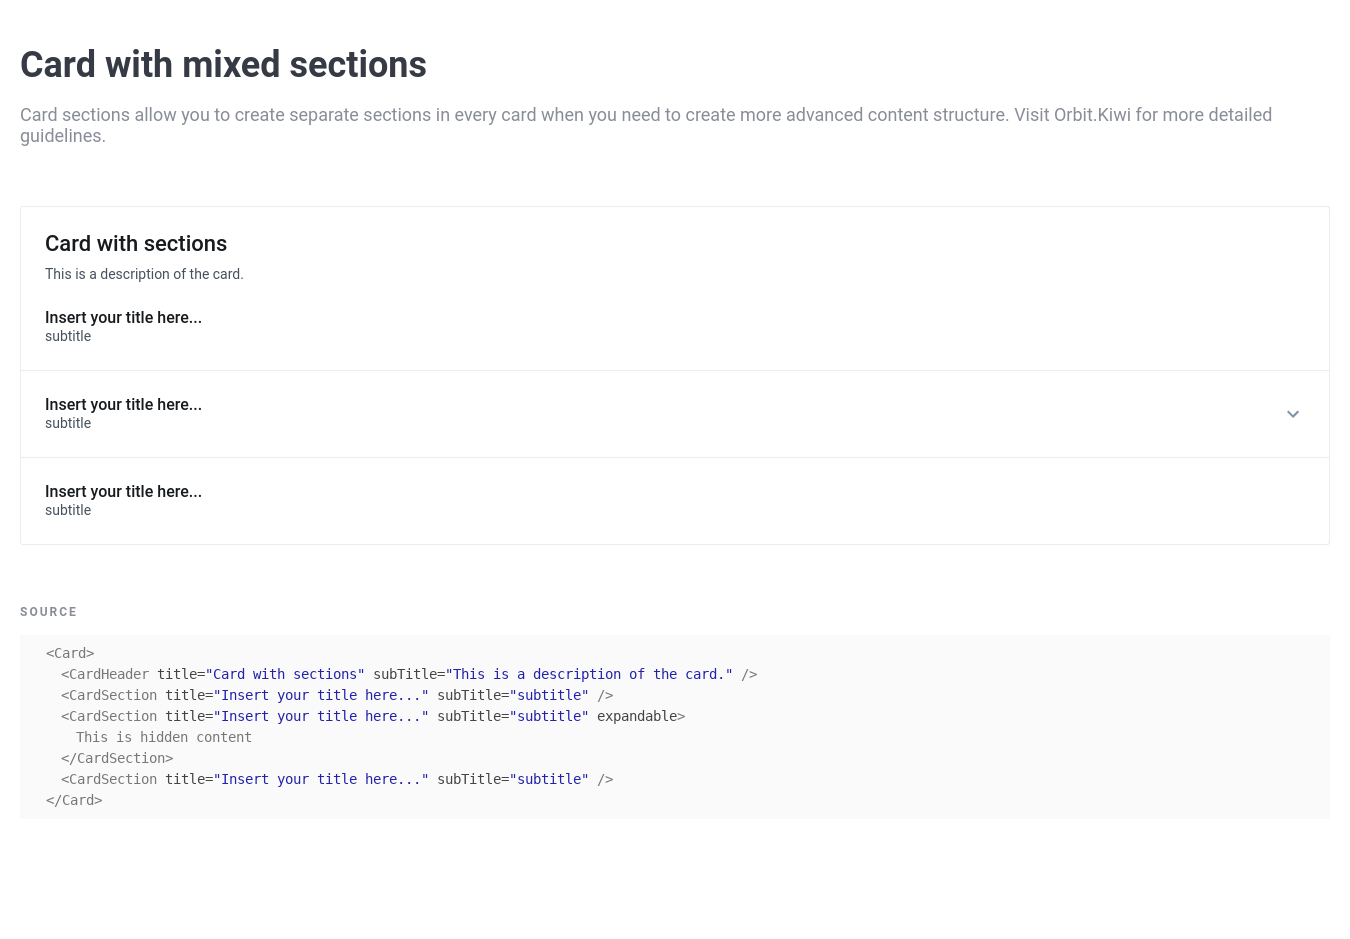 Card with mixed sections
Card sections allow you to create separate sections in every card when you need to create more advanced content structure. Visit Orbit.Kiwi for more detailed
guidelines.
Card with sections
This is a description of the card.
Insert your title here...
subtitle
Insert your title here...
subtitle
Insert your title here...
subtitle
SOURCE
<Card>
<CardHeader title="Card with sections" subTitle="This is a description of the card." />
<CardSection title="Insert your title here..." subTitle="subtitle" />
<CardSection title="Insert your title here..." subTitle="subtitle" expandable>
This is hidden content
</CardSection>
<CardSection title="Insert your title here..." subTitle="subtitle" />
</Card>